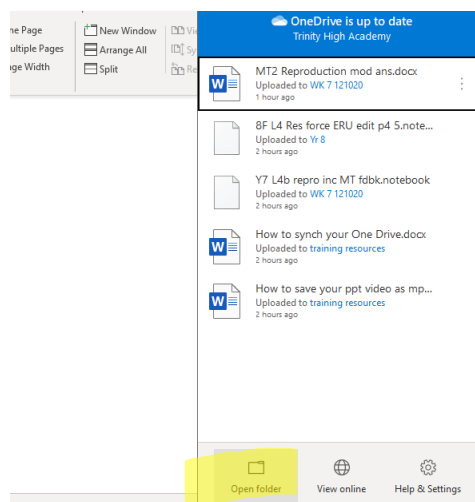 ne Page
ultiple Pages
ge Width
New Window
Arrange All
Split
Vie
Sy
Re
OneDrive is up to date
Trinity High Academy
MT2 Reproduction mod ans.docx
Uploaded to WK 7 121020
1 hour ago
8F L4 Res force ERU edit p4 5.note...
Uploaded to Yr 8
2 hours ago
Y7 L4b repro inc MT fdbk.notebook
Uploaded to WK 7 121020
2 hours ago
How to synch your One Drive.docx
Uploaded to training resources
2 hours ago
How to save your ppt video as mp...
Uploaded to training resources
2 hours ago
Open folder
View online
Help & Settings